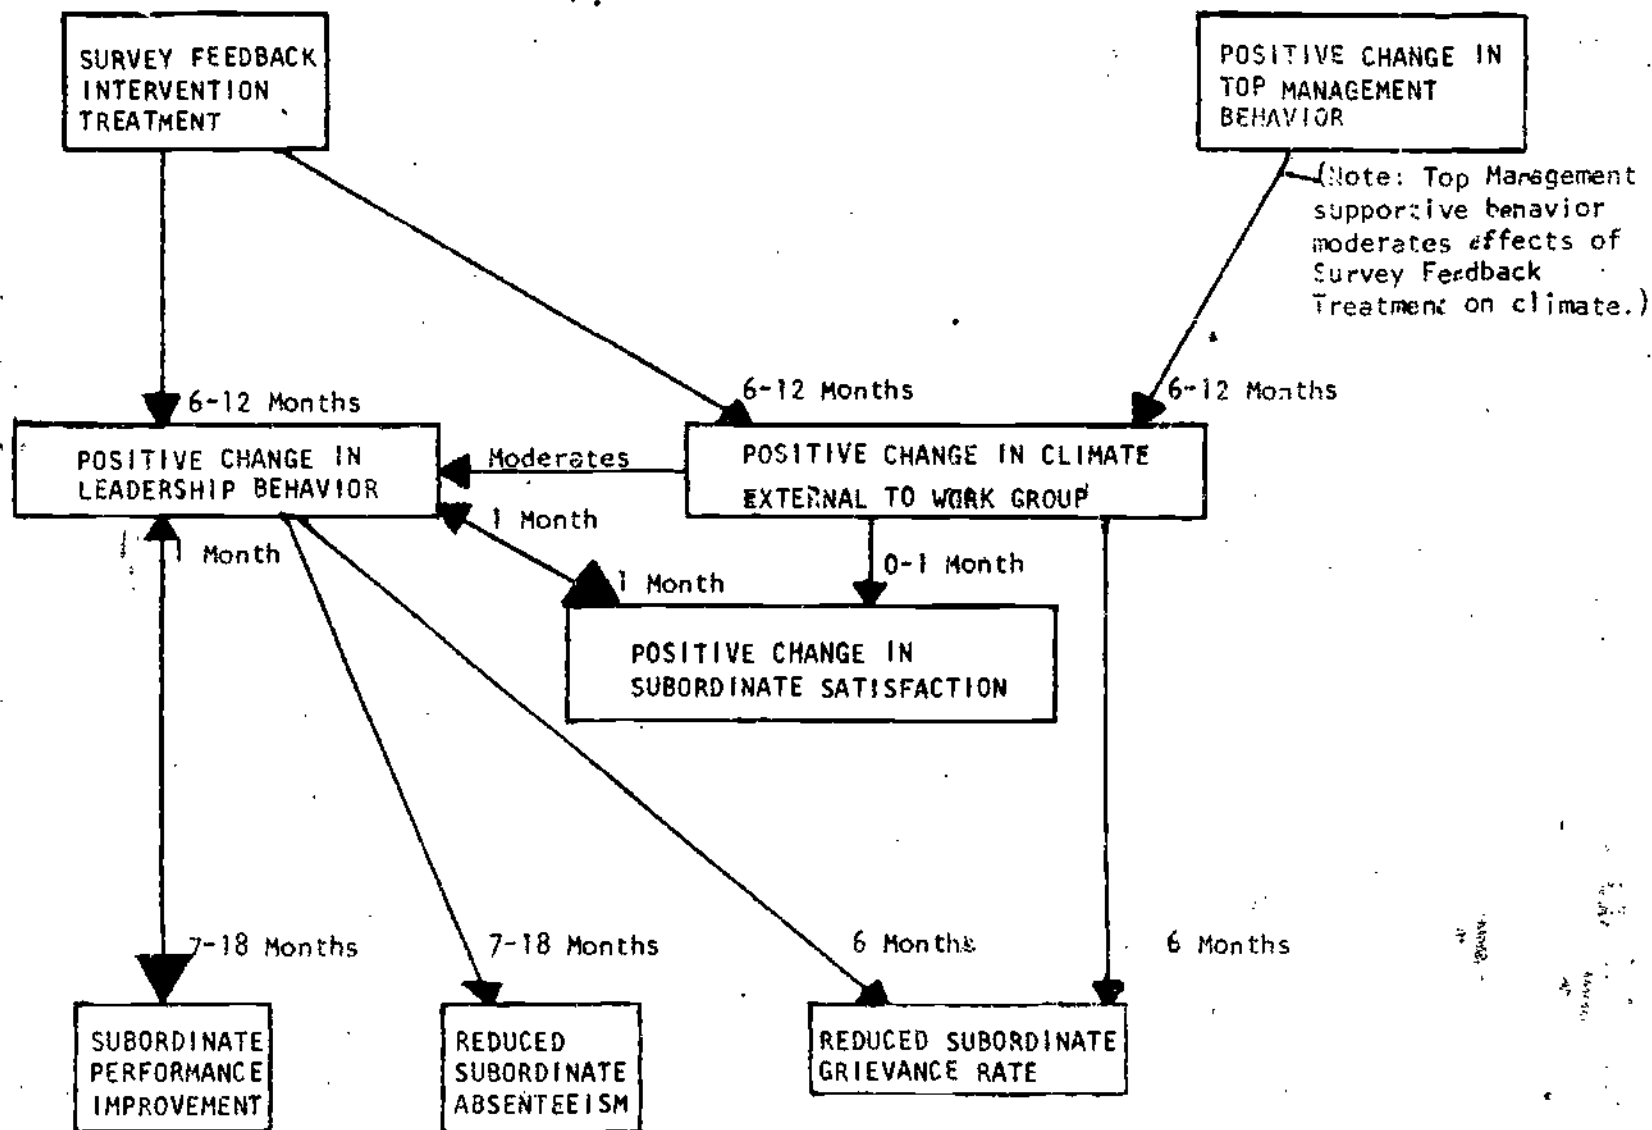 SURVEY FEEDBACK
INTERVENTION
TREATMENT
POSITIVE CHANGE IN
TOP MANAGEMENT
BEHAVIOR
(Note: Top Management
supportive behavior
moderates effects of
Survey Feedback
Treatment on climate.)
6-12 Months
6-12 Months
6-12 Months
POSITIVE CHANGE IN
LEADERSHIP BEHAVIOR
Moderates
POSITIVE CHANGE IN CLIMATE
EXTERNAL TO WORK GROUP
1 Month
1 Month
1 Month
0-1 Month
POSITIVE CHANGE IN
SUBORDINATE SATISFACTION
7-18 Months
7-18 Months
6 Months
6 Months
SUBORDINATE
PERFORMANCE
IMPROVEMENT
REDUCED
SUBORDINATE
ABSENTEEISM
REDUCED SUBORDINATE
GRIEVANCE RATE